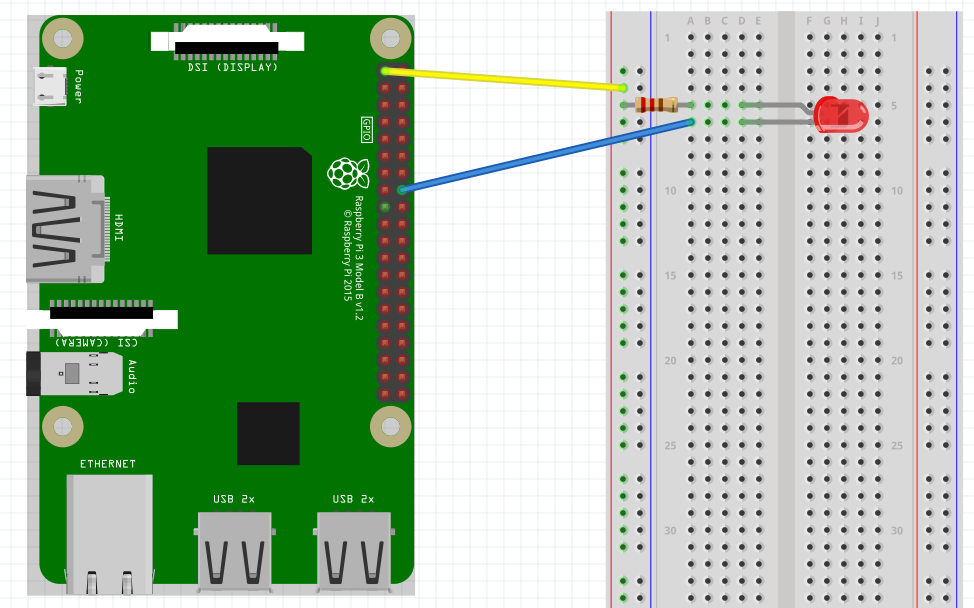 DSI (DISPLAY)
Power
GPIO
HDMI
Raspberry Pi 3 Model B v1.2
© Raspberry Pi 2015
CSI (CAMERA)
Audio
ETHERNET
USB 2x
USB 2x
A B C D E F G H I J
1 1
5 5
10 10
15 15
20 20
25 25
30 30